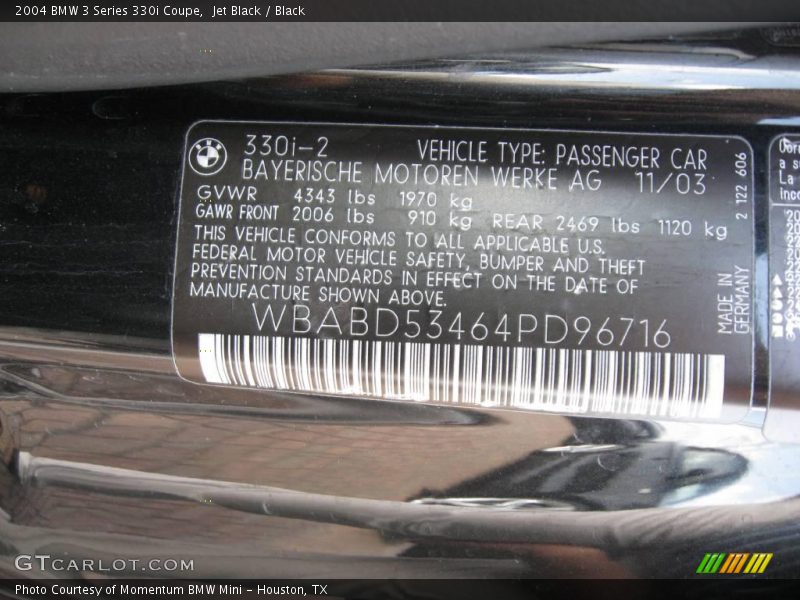 2004 BMW 3 Series 330i Coupe, Jet Black / Black
330i-2 VEHICLE TYPE: PASSENGER CAR
BAYERISCHE MOTOREN WERKE AG 11/03
GVWR 4343 lbs 1970 kg
GAWR FRONT 2006 lbs 910 kg REAR 2469 lbs 1120 kg
THIS VEHICLE CONFORMS TO ALL APPLICABLE U.S.
FEDERAL MOTOR VEHICLE SAFETY, BUMPER AND THEFT
PREVENTION STANDARDS IN EFFECT ON THE DATE OF
MANUFACTURE SHOWN ABOVE.
WBABD53464PD96716
2 122 606
MADE IN
GERMANY
a s
La
GTCARLOT.COM
Photo Courtesy of Momentum BMW Mini - Houston, TX